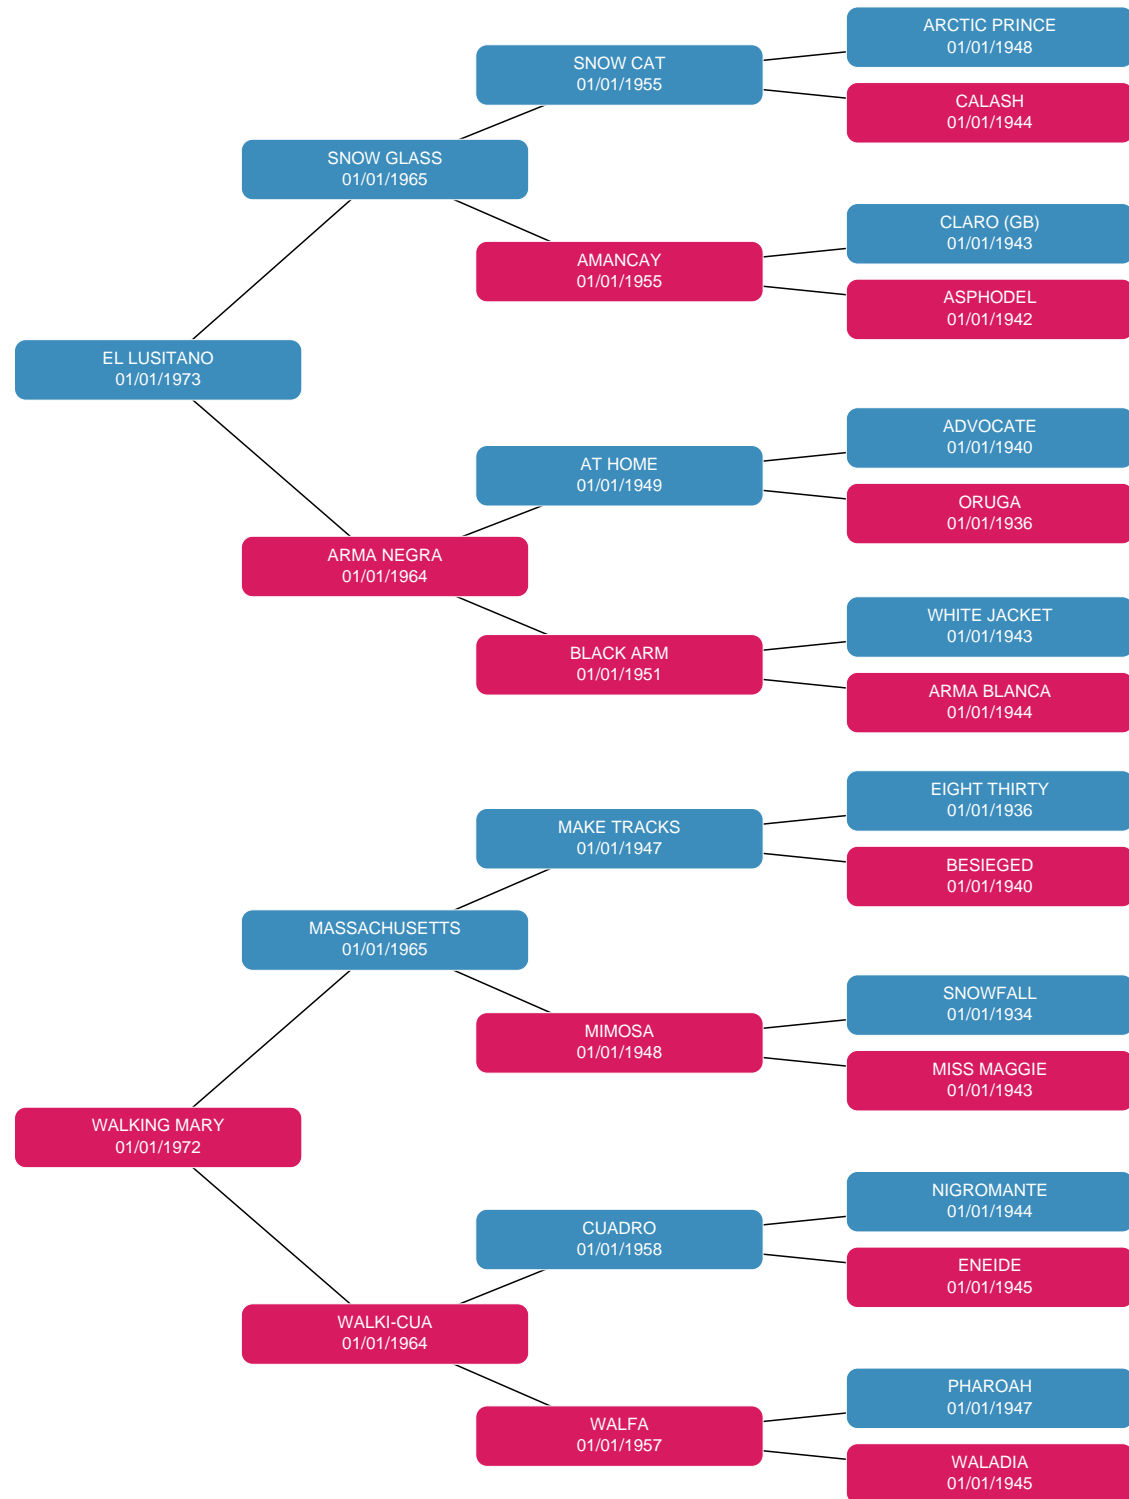 ARCTIC PRINCE
01/01/1948
SNOW CAT
01/01/1955
CALASH
01/01/1944
SNOW GLASS
01/01/1965
CLARO (GB)
01/01/1943
AMANCAY
01/01/1955
ASPHODEL
01/01/1942
EL LUSITANO
01/01/1973
ADVOCATE
01/01/1940
AT HOME
01/01/1949
ORUGA
01/01/1936
ARMA NEGRA
01/01/1964
WHITE JACKET
01/01/1943
BLACK ARM
01/01/1951
ARMA BLANCA
01/01/1944
EIGHT THIRTY
01/01/1936
MAKE TRACKS
01/01/1947
BESIEGED
01/01/1940
MASSACHUSETTS
01/01/1965
SNOWFALL
01/01/1934
MIMOSA
01/01/1948
MISS MAGGIE
01/01/1943
WALKING MARY
01/01/1972
NIGROMANTE
01/01/1944
CUADRO
01/01/1958
ENEIDE
01/01/1945
WALKI-CUA
01/01/1964
PHAROAH
01/01/1947
WALFA
01/01/1957
WALADIA
01/01/1945